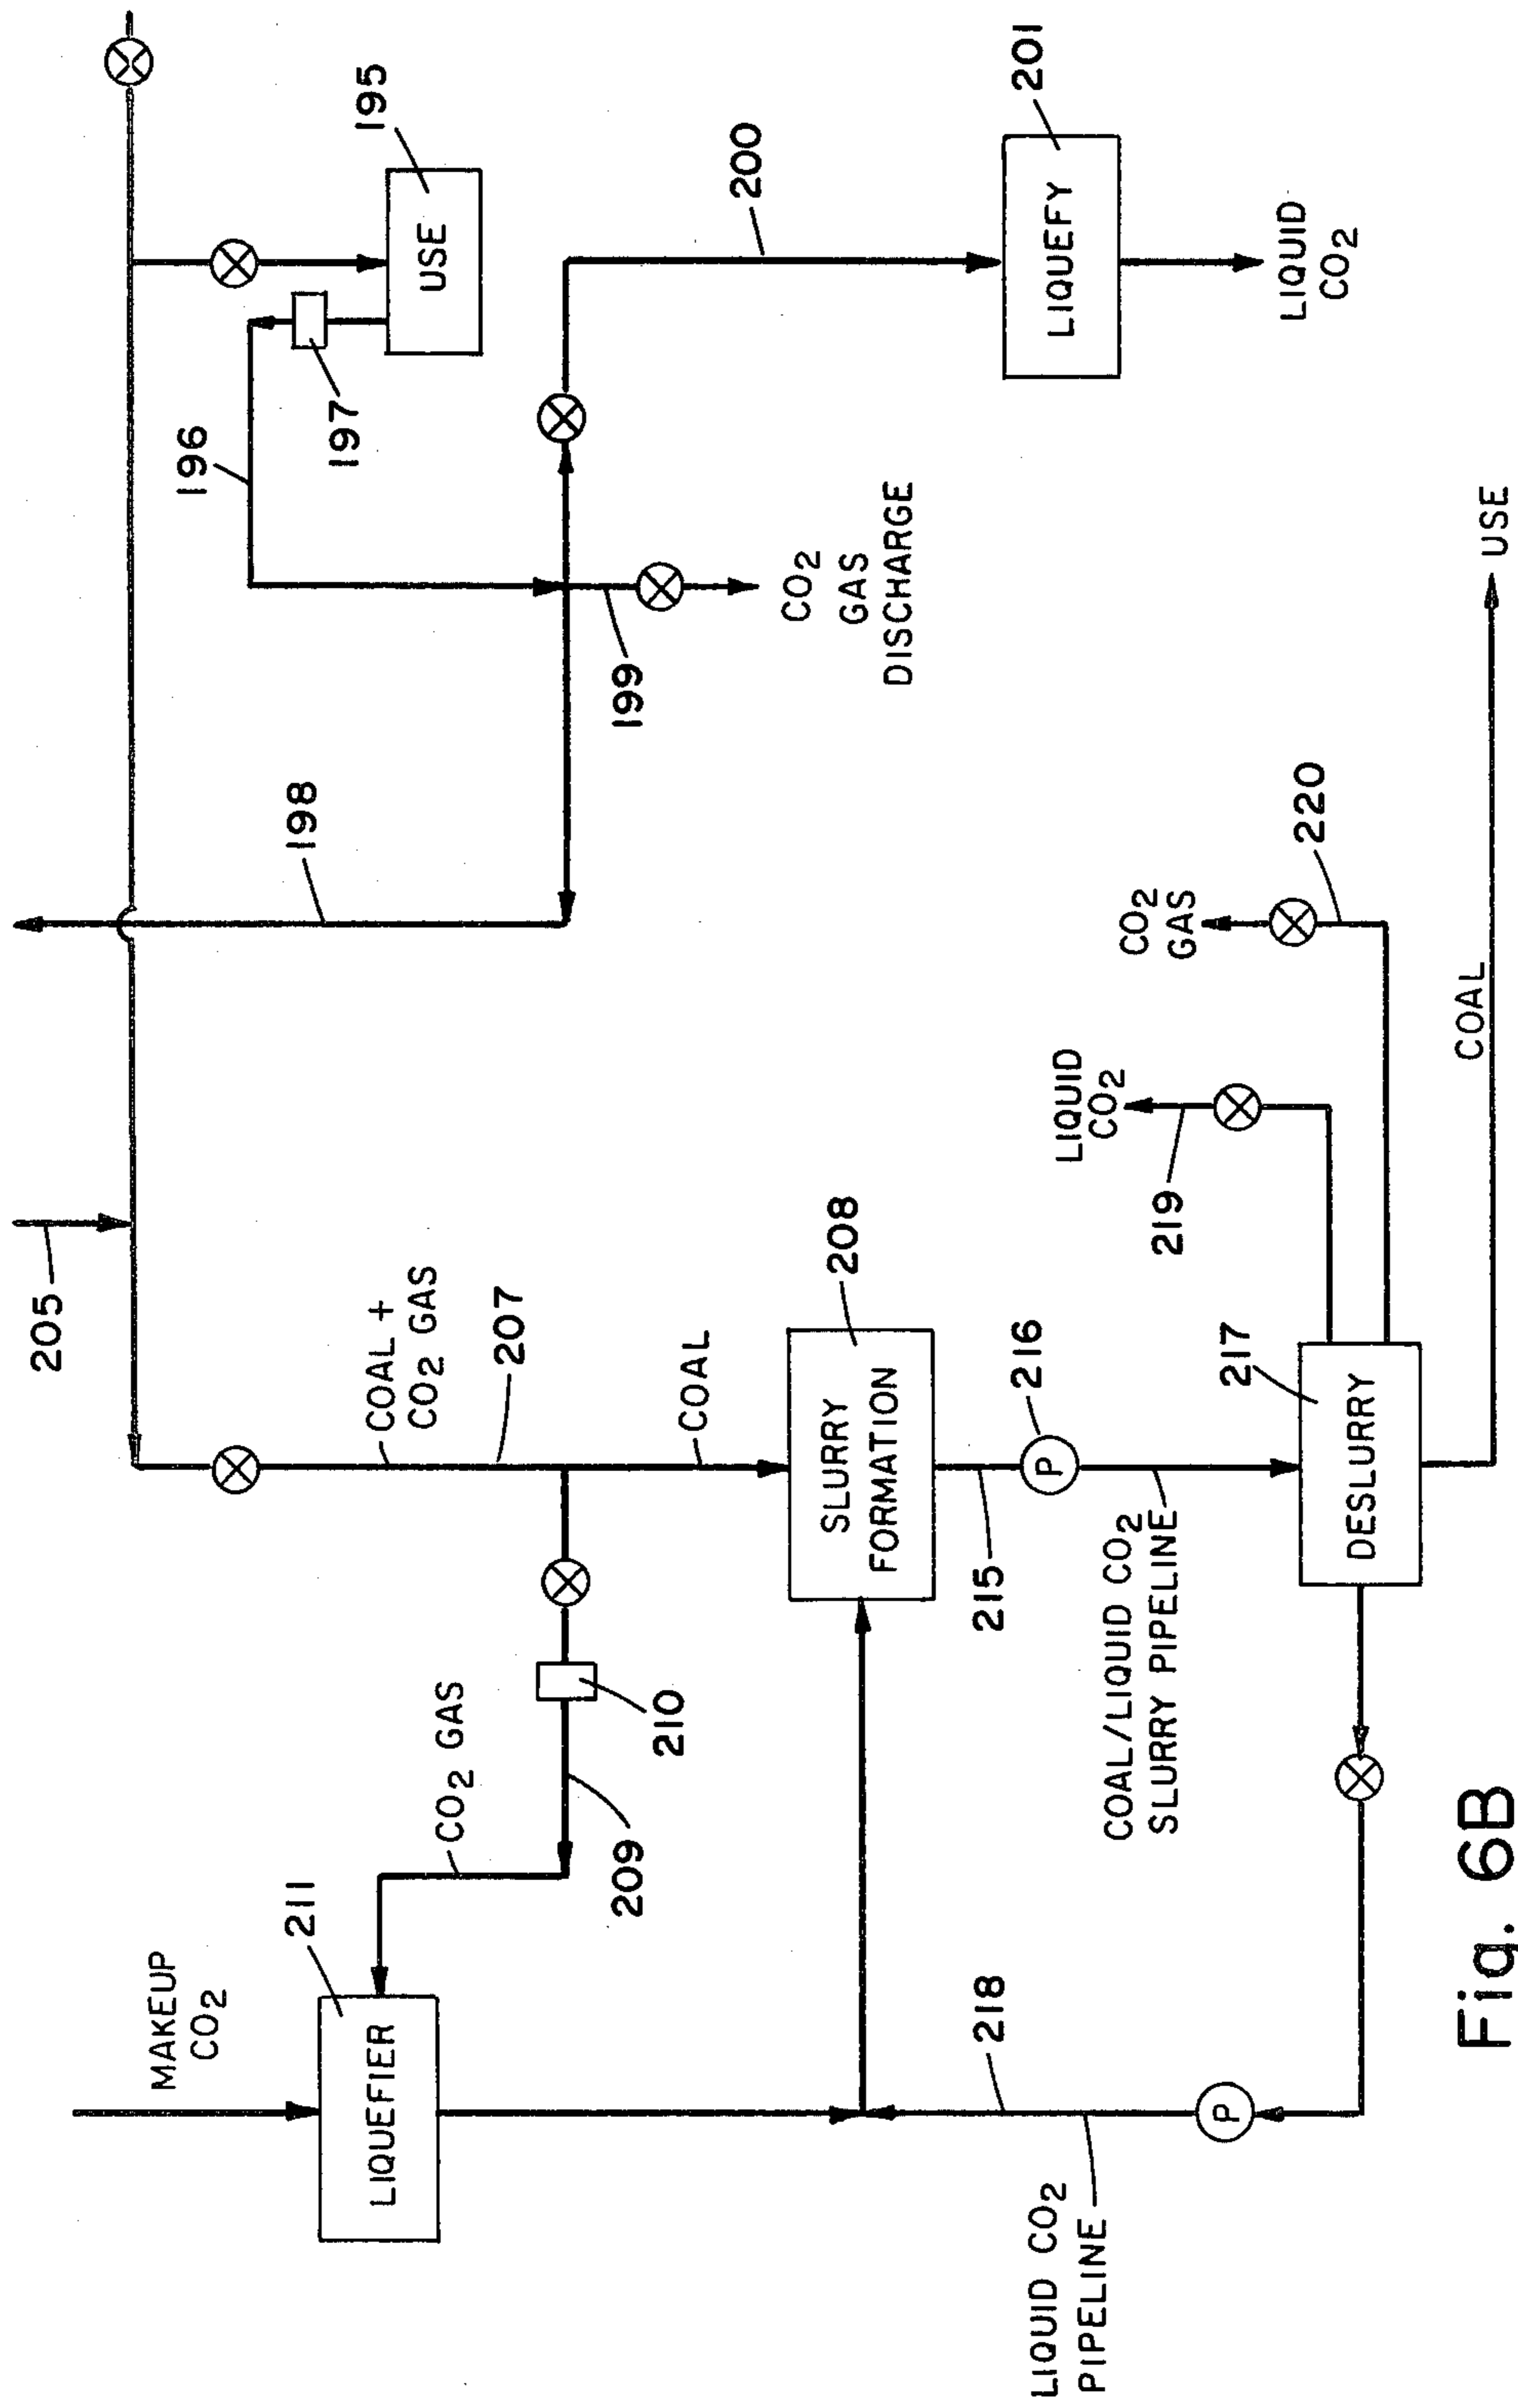 205
MAKEUP
CO2
196
211
198
197
195
COAL +
CO2 GAS
LIQUEFIER
CO2 GAS
207
USE
209
210
COAL
199
CO2
GAS
DISCHARGE
200
208
SLURRY
FORMATION
218
215
216
201
LIQUEFY
LIQUID CO2
PIPELINE
COAL/LIQUID CO2
SLURRY PIPELINE
LIQUID
CO2
219
CO2
GAS
P
P
217
220
LIQUID
CO2
DESLURRY
COAL
USE
Fig. 6B